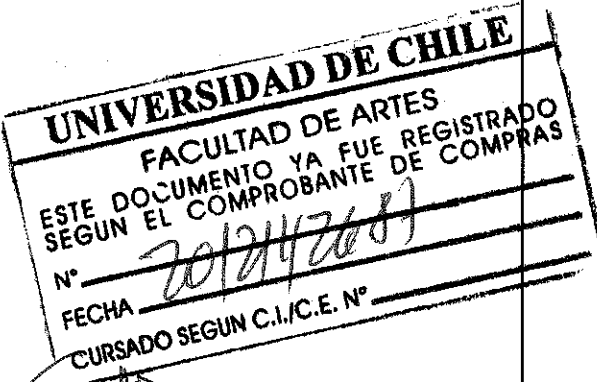 UNIVERSIDAD DE CHILE
FACULTAD DE ARTES
ESTE DOCUMENTO YA FUE REGISTRADO
SEGUN EL COMPROBANTE DE COMPRAS
N°
FECHA
CURSADO SEGUN C.I./C.E. N°